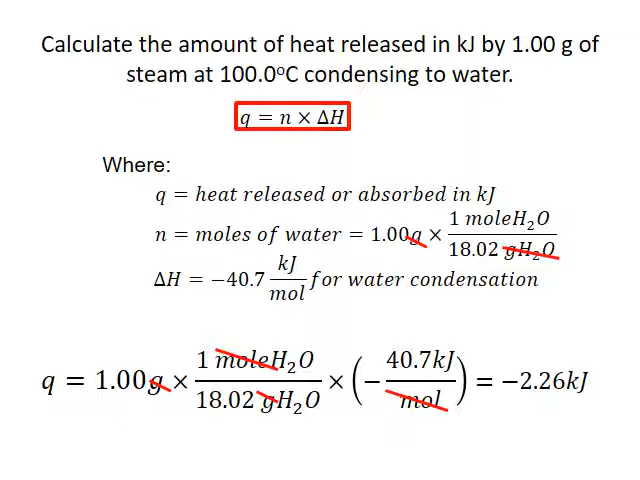 Calculate the amount of heat released in kJ by 1.00 g of
steam at 100.0°C condensing to water.
q = n × ΔH
Where:
q = heat released or absorbed in kJ
n = moles of water = 1.00g × 1 moleH₂O / 18.02 gH₂O
ΔH = −40.7 kJ / mol for water condensation
q = 1.00g × 1 moleH₂O / 18.02 gH₂O × (− 40.7kJ / mol) = −2.26kJ